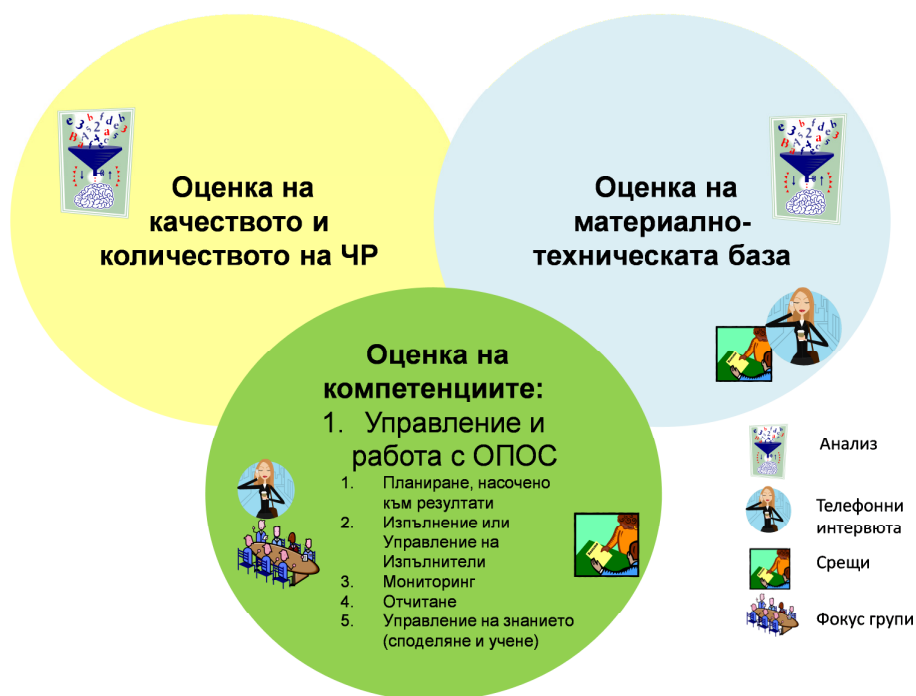 Оценка на
качеството и
количеството на ЧР
Оценка на
материално-
техническата база
Оценка на
компетенциите:
1. Управление и
работа с ОПОС
1. Планиране, насочено
към резултати
2. Изпълнение или
Управление на
Изпълнители
3. Мониторинг
4. Отчитане
5. Управление на знанието
(споделяне и учене)
Анализ
Телефонни
интервюта
Срещи
Фокус групи